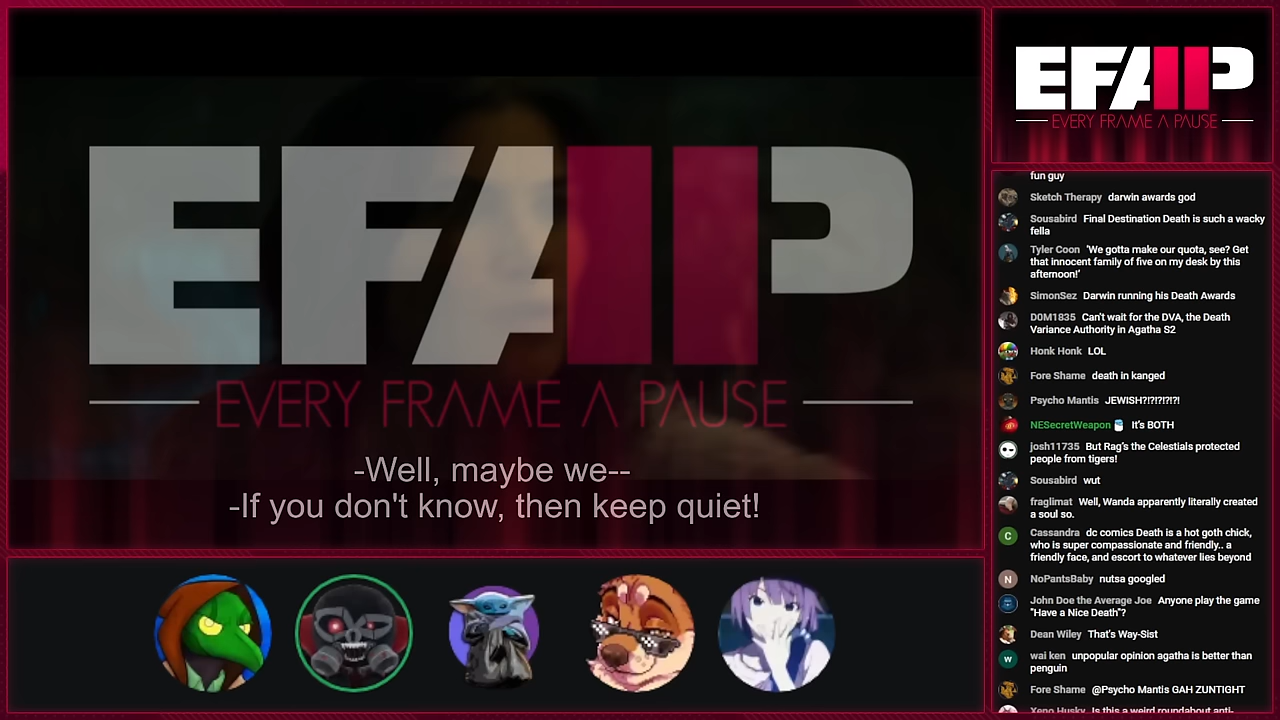 EFAP
EVERY FRAME A PAUSE
-Well, maybe we--
-If you don't know, then keep quiet!
EFAP
EVERY FRAME A PAUSE
fun guy
Sketch Therapy darwin awards god
Sousabird Final Destination Death is such a wacky
fella
Tyler Coon 'We gotta make our quota, see? Get
that innocent family of five on my desk by this
afternoon!'
SimonSez Darwin running his Death Awards
D0M1835 Can't wait for the DVA, the Death
Variance Authority in Agatha S2
Honk Honk LOL
Fore Shame death in kanged
Psycho Mantis JEWISH?!?!?!?!?!
NESecretWeapon It's BOTH
josh11735 But Rag's the Celestials protected
people from tigers!
Sousabird wut
fraglimat Well, Wanda apparently literally created
a soul so.
C
Cassandra dc comics Death is a hot goth chick,
who is super compassionate and friendly.. a
friendly face, and escort to whatever lies beyond
N
NoPantsBaby nutsa googled
John Doe the Average Joe Anyone play the game
"Have a Nice Death"?
Dean Wiley That's Way-Sist
w
wai ken unpopular opinion agatha is better than
penguin
Fore Shame @Psycho Mantis GAH ZUNTIGHT
Xeno Husky Is this a weird roundabout anti-